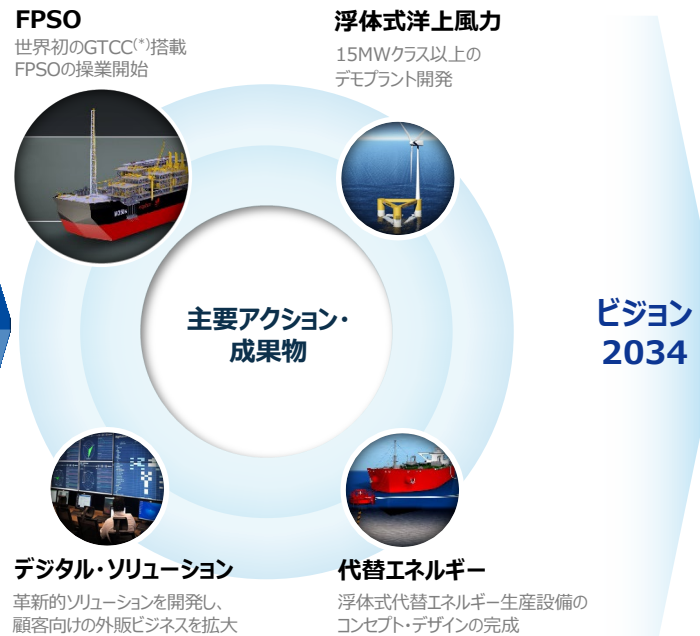 FPSO
世界初のGTCC(*)搭載
FPSOの操業開始
浮体式洋上風力
15MWクラス以上の
デモプラント開発
主要アクション・
成果物
ビジョン
2034
デジタル・ソリューション
革新的ソリューションを開発し、
顧客向けの外販ビジネスを拡大
代替エネルギー
浮体式代替エネルギー生産設備の
コンセプト・デザインの完成